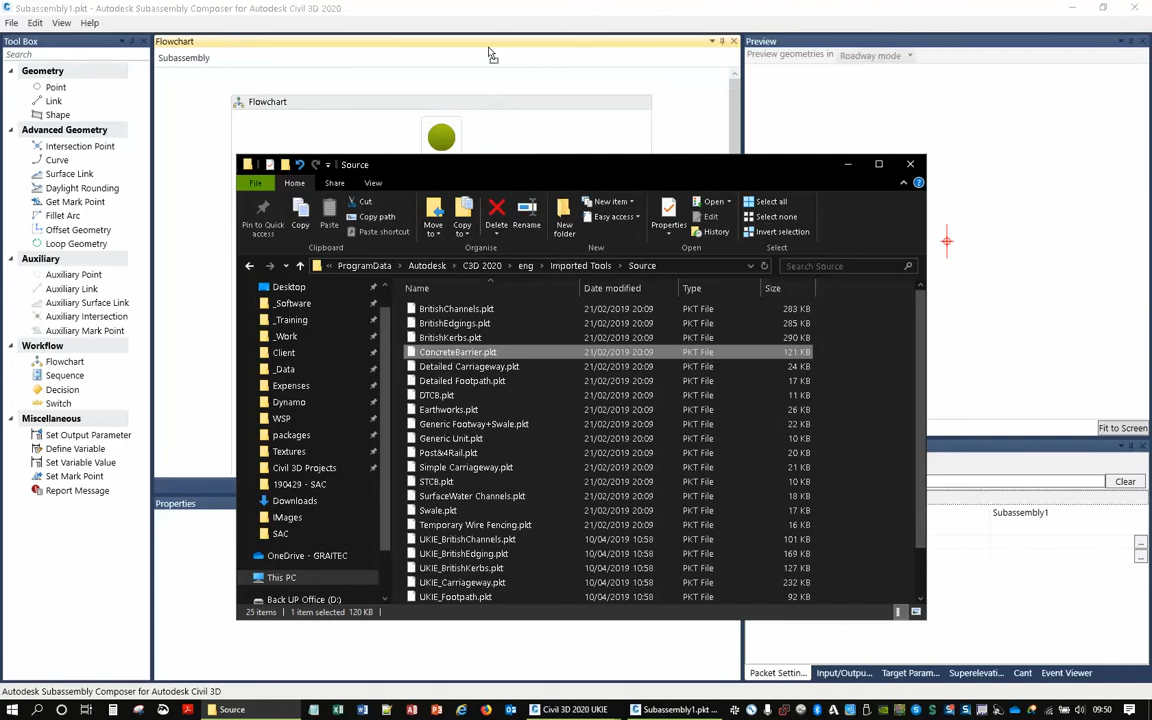 Subassembly1.pkt - Autodesk Subassembly Composer for Autodesk Civil 3D 2020
File Edit View Help
Tool Box
Search
Geometry
Point
Link
Shape
Advanced Geometry
Intersection Point
Curve
Surface Link
Daylight Rounding
Get Mark Point
Fillet Arc
Offset Geometry
Loop Geometry
Auxiliary
Auxiliary Point
Auxiliary Link
Auxiliary Surface Link
Auxiliary Intersection
Auxiliary Mark Point
Workflow
Flowchart
Sequence
Decision
Switch
Miscellaneous
Set Output Parameter
Define Variable
Set Variable Value
Set Mark Point
Report Message
Flowchart
Subassembly
Flowchart
Properties
Preview
Preview geometries in Roadway mode
Fit to Screen
Clear
Subassembly1
...
...
Packet Settin... Input/Outpu... Target Param... Superelevati... Cant Event Viewer
Source
File Home Share View
Pin to Quick access
Copy
Paste
Cut
Copy path
Paste shortcut
Clipboard
Move to
Copy to
Delete
Rename
Organise
New folder
New item
Easy access
New
Properties
Open
Edit
History
Open
Select all
Select none
Invert selection
Select
« ProgramData › Autodesk › C3D 2020 › eng › Imported Tools › Source
Search Source
Desktop
_Software
_Training
_Work
Client
_Data
Expenses
Dynamo
WSP
packages
Textures
Civil 3D Projects
190429 - SAC
Downloads
IMages
SAC
OneDrive - GRAITEC
This PC
Back UP Office (D:)
Name Date modified Type Size
BritishChannels.pkt 21/02/2019 20:09 PKT File 283 KB
BritishEdgings.pkt 21/02/2019 20:09 PKT File 285 KB
BritishKerbs.pkt 21/02/2019 20:09 PKT File 290 KB
ConcreteBarrier.pkt 21/02/2019 20:09 PKT File 121 KB
Detailed Carriageway.pkt 21/02/2019 20:09 PKT File 24 KB
Detailed Footpath.pkt 21/02/2019 20:09 PKT File 17 KB
DTCB.pkt 21/02/2019 20:09 PKT File 11 KB
Earthworks.pkt 21/02/2019 20:09 PKT File 26 KB
Generic Footway+Swale.pkt 21/02/2019 20:09 PKT File 22 KB
Generic Unit.pkt 21/02/2019 20:09 PKT File 10 KB
Post&4Rail.pkt 21/02/2019 20:09 PKT File 20 KB
Simple Carriageway.pkt 21/02/2019 20:09 PKT File 21 KB
STCB.pkt 21/02/2019 20:09 PKT File 10 KB
SurfaceWater Channels.pkt 21/02/2019 20:09 PKT File 18 KB
Swale.pkt 21/02/2019 20:09 PKT File 17 KB
Temporary Wire Fencing.pkt 21/02/2019 20:09 PKT File 16 KB
UKIE_BritishChannels.pkt 10/04/2019 10:58 PKT File 101 KB
UKIE_BritishEdging.pkt 10/04/2019 10:58 PKT File 169 KB
UKIE_BritishKerbs.pkt 10/04/2019 10:58 PKT File 127 KB
UKIE_Carriageway.pkt 10/04/2019 10:58 PKT File 232 KB
UKIE_Footpath.pkt 10/04/2019 10:58 PKT File 92 KB
25 items 1 item selected 120 KB
Autodesk Subassembly Composer for Autodesk Civil 3D
Source
Civil 3D 2020 UKIE
Subassembly1.pkt ...
09:50